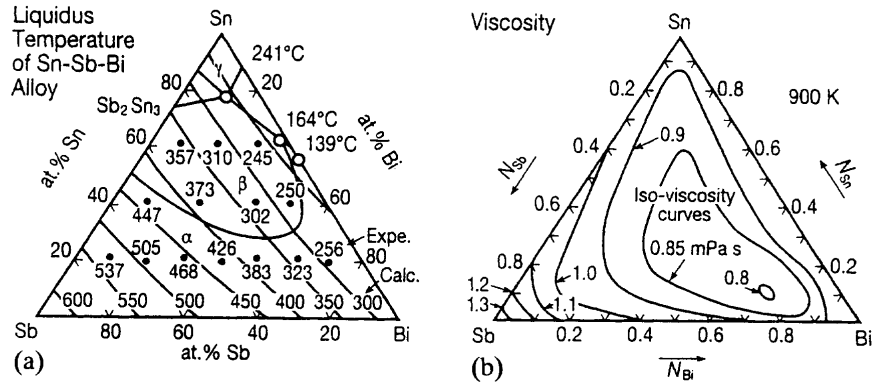 Liquidus
Temperature
of Sn-Sb-Bi
Alloy
Sn
241°C
γ
80
20
Sb₂Sn₃
164°C
139°C
60
at.% Sn
at.% Bi
357 310 245
β
373
250
40
60
447
302
α
Expe.
20
505
426
256
80
537
468
383
323
Calc.
600
550
500
450
400
350
300
Sb
80
60
40
20
Bi
at.% Sb
(a)
Viscosity
Sn
900 K
0.2
0.8
0.9
0.4
0.6
N_Sb
N_Sn
Iso-viscosity
curves
0.6
0.4
0.85 mPa s
0.8
0.2
1.2
1.0
0.8
1.3
1.1
Sb
0.2
0.4
0.6
0.8
Bi
N_Bi
(b)